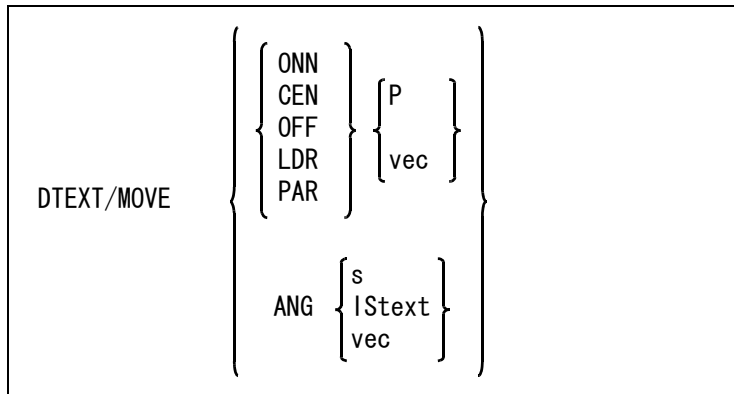 ONN
CEN P
OFF
LDR vec
PAR
DTEXT/MOVE
s
ANG IStext
vec